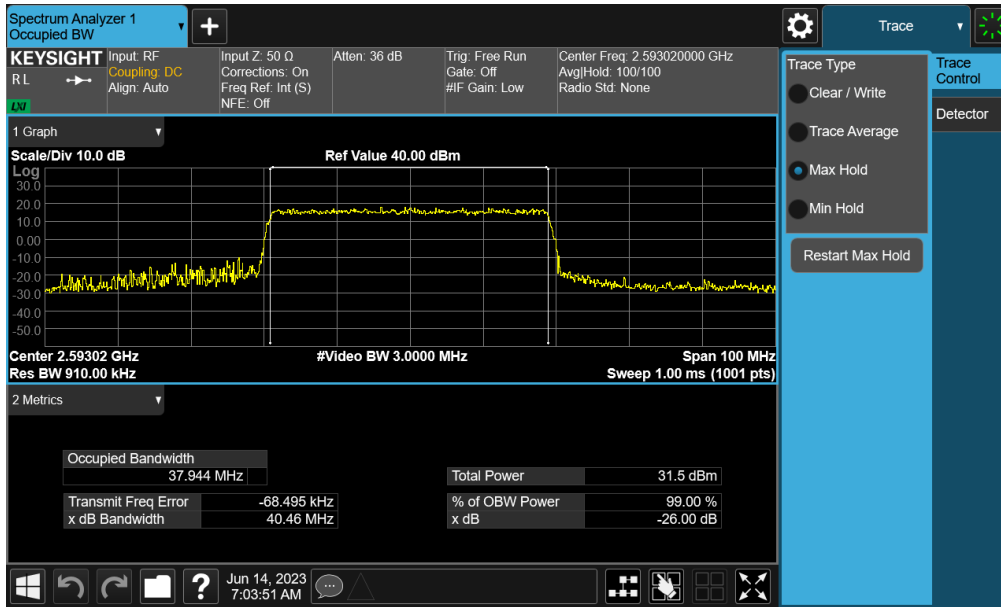 Spectrum Analyzer 1
Occupied BW
+
Trace
KEYSIGHT
R L
LXI
Input: RF
Coupling: DC
Align: Auto
Input Z: 50 Ω
Corrections: On
Freq Ref: Int (S)
NFE: Off
Atten: 36 dB
Trig: Free Run
Gate: Off
#IF Gain: Low
Center Freq: 2.593020000 GHz
Avg|Hold: 100/100
Radio Std: None
1 Graph
Scale/Div 10.0 dB
Ref Value 40.00 dBm
Log
30.0
20.0
10.0
0.00
-10.0
-20.0
-30.0
-40.0
-50.0
Center 2.59302 GHz
#Video BW 3.0000 MHz
Span 100 MHz
Res BW 910.00 kHz
Sweep 1.00 ms (1001 pts)
2 Metrics
Occupied Bandwidth
37.944 MHz
Transmit Freq Error -68.495 kHz
x dB Bandwidth 40.46 MHz
Total Power 31.5 dBm
% of OBW Power 99.00 %
x dB -26.00 dB
Trace Type
Clear / Write
Trace Average
Max Hold
Min Hold
Restart Max Hold
Trace
Control
Detector
?
Jun 14, 2023
7:03:51 AM